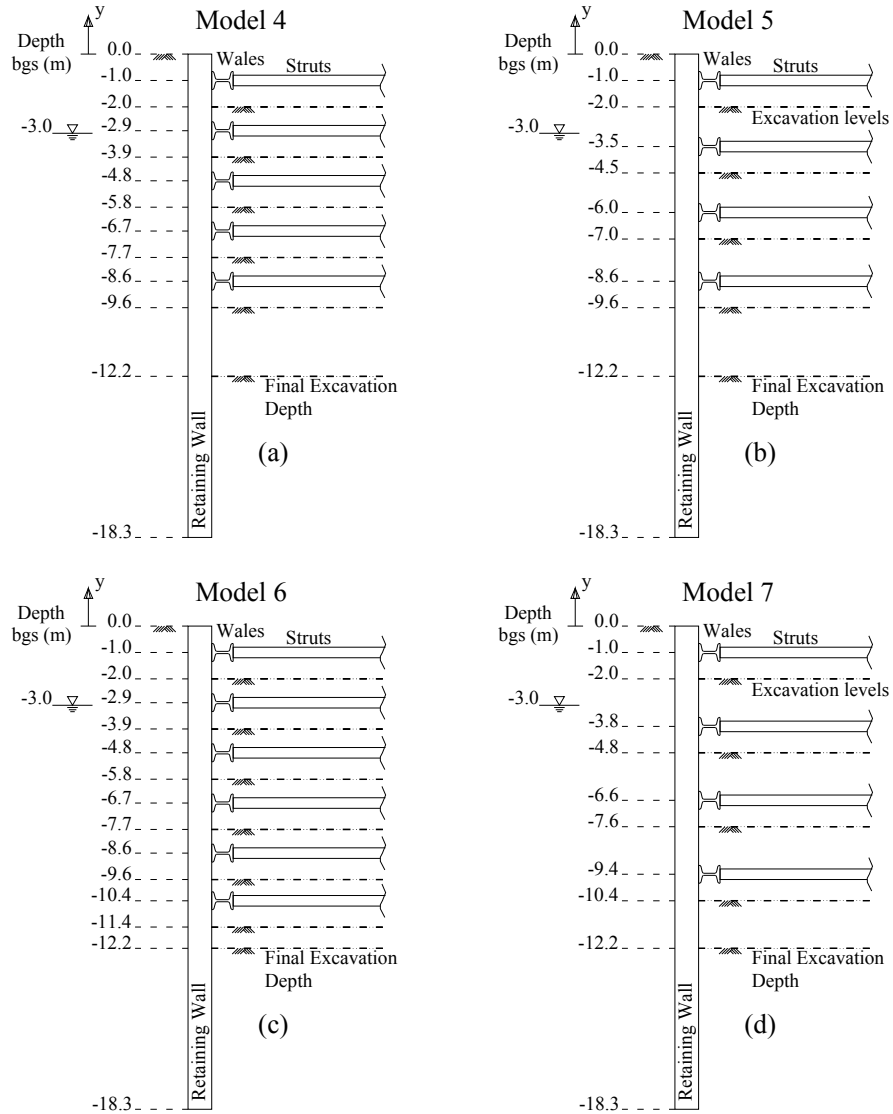 Model 4
y
Depth
bgs (m)
0.0
Wales
Struts
-1.0
-2.0
-3.0
-2.9
-3.9
-4.8
-5.8
-6.7
-7.7
-8.6
-9.6
-12.2
Final Excavation
Depth
Retaining Wall
(a)
-18.3
Model 5
y
Depth
bgs (m)
0.0
Wales
Struts
-1.0
-2.0
Excavation levels
-3.0
-3.5
-4.5
-6.0
-7.0
-8.6
-9.6
-12.2
Final Excavation
Depth
Retaining Wall
(b)
-18.3
Model 6
y
Depth
bgs (m)
0.0
Wales
Struts
-1.0
-2.0
-3.0
-2.9
-3.9
-4.8
-5.8
-6.7
-7.7
-8.6
-9.6
-10.4
-11.4
-12.2
Final Excavation
Depth
Retaining Wall
(c)
-18.3
Model 7
y
Depth
bgs (m)
0.0
Wales
Struts
-1.0
-2.0
Excavation levels
-3.0
-3.8
-4.8
-6.6
-7.6
-9.4
-10.4
-12.2
Final Excavation
Depth
Retaining Wall
(d)
-18.3